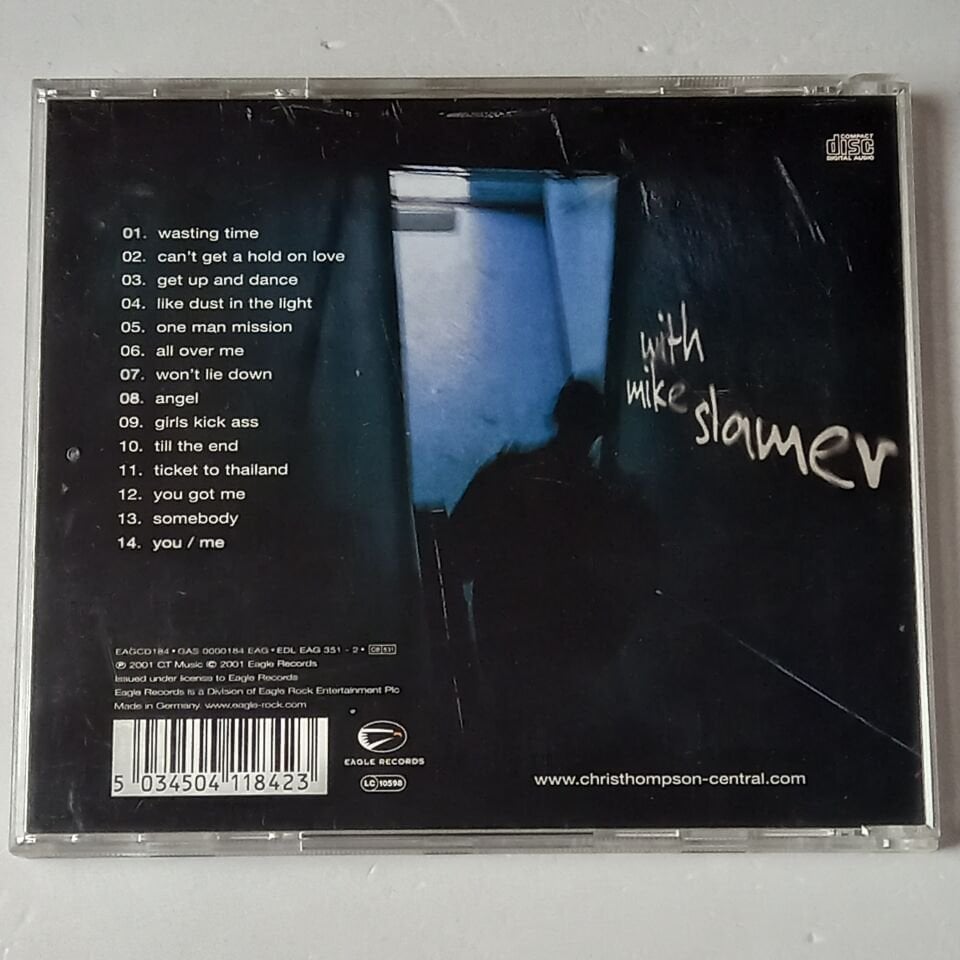 COMPACT
disc
DIGITAL AUDIO
01. wasting time
02. can't get a hold on love
03. get up and dance
04. like dust in the light
05. one man mission
06. all over me
07. won't lie down
08. angel
09. girls kick ass
10. till the end
11. ticket to thailand
12. you got me
13. somebody
14. you / me
with
mike slamer
EAGCD184 • GAS 0000184 EAG • EDL EAG 351 - 2 •
℗ 2001 C.T Music © 2001 Eagle Records
Issued under license to Eagle Records
Eagle Records is a Division of Eagle Rock Entertainment Plc
Made in Germany. www.eagle-rock.com
5 034504 118423
EAGLE RECORDS
LC 10598
www.christhompson-central.com